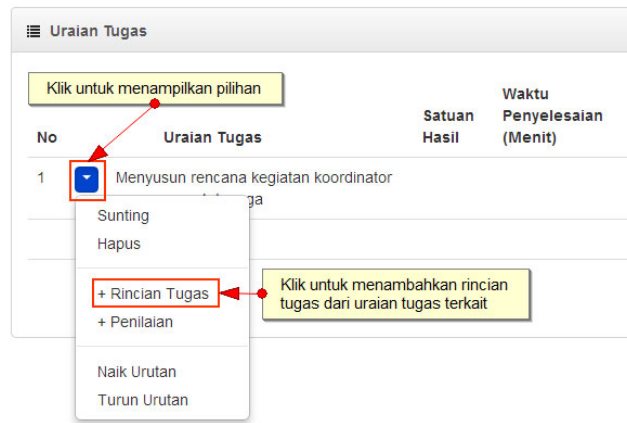 Uraian Tugas
Klik untuk menampilkan pilihan
No
Uraian Tugas
Satuan
Hasil
Waktu
Penyelesaian
(Menit)
1
Menyusun rencana kegiatan koordinator
ga
Sunting
Hapus
+ Rincian Tugas
Klik untuk menambahkan rincian
tugas dari uraian tugas terkait
+ Penilaian
Naik Urutan
Turun Urutan